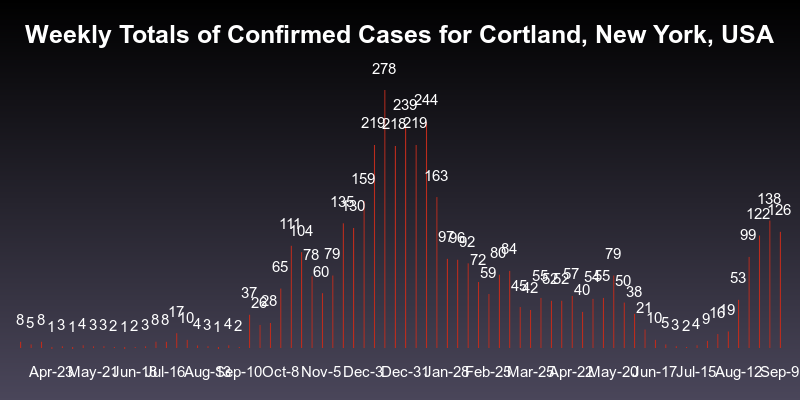 Weekly Totals of Confirmed Cases for Cortland, New York, USA
8 5 8 1 3 1 4 3 3 2 1 2 3 8 8 17 10 4 3 1 4 2 37 26 28 65 111 104 78 60 79 135 130 159 219 278 218 239 219 244 163 97 96 92 72 59 80 84 45 42 55 52 52 57 40 54 55 79 50 38 21 10 5 3 2 4 9 16 19 53 99 122 138 126
Apr-23 May-21 Jun-18 Jul-16 Aug-13 Sep-10 Oct-8 Nov-5 Dec-3 Dec-31 Jan-28 Feb-25 Mar-25 Apr-22 May-20 Jun-17 Jul-15 Aug-12 Sep-9